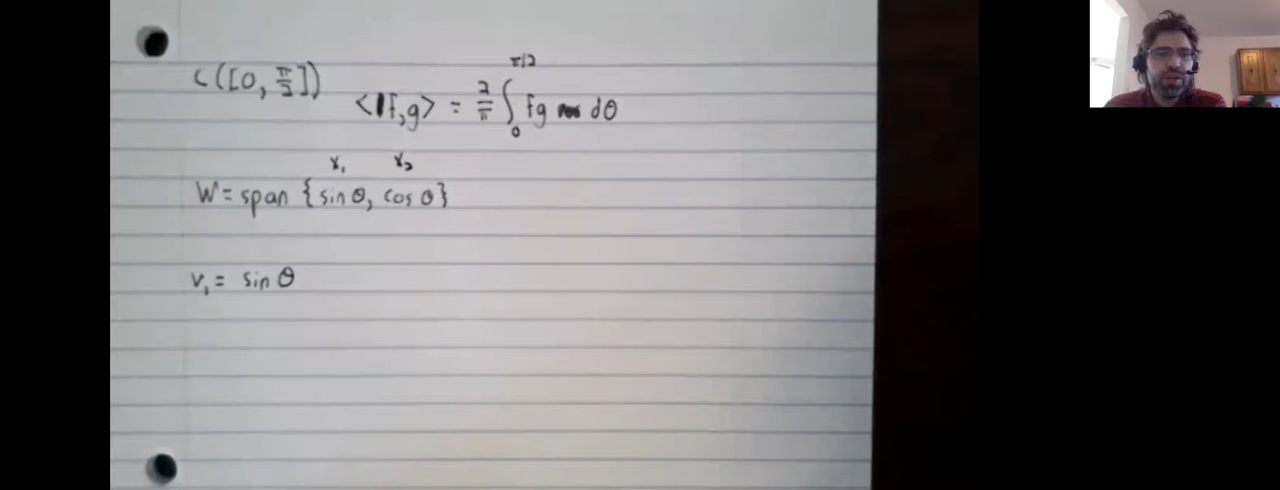 C([0, π/2])
<f,g> = 2/π ∫₀^π/2 fg dθ
x₁ x₂
W = span {sin θ, cos θ}
v₁ = sin θ